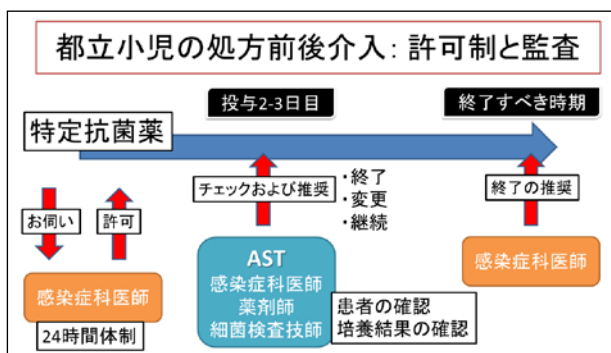 都立小児の処方前後介入：許可制と監査
投与2-3日目
終了すべき時期
特定抗菌薬
お伺い
許可
チェックおよび推奨
・終了
・変更
・継続
終了の推奨
感染症科医師
24時間体制
AST
感染症科医師
薬剤師
細菌検査技師
患者の確認
培養結果の確認
感染症科医師